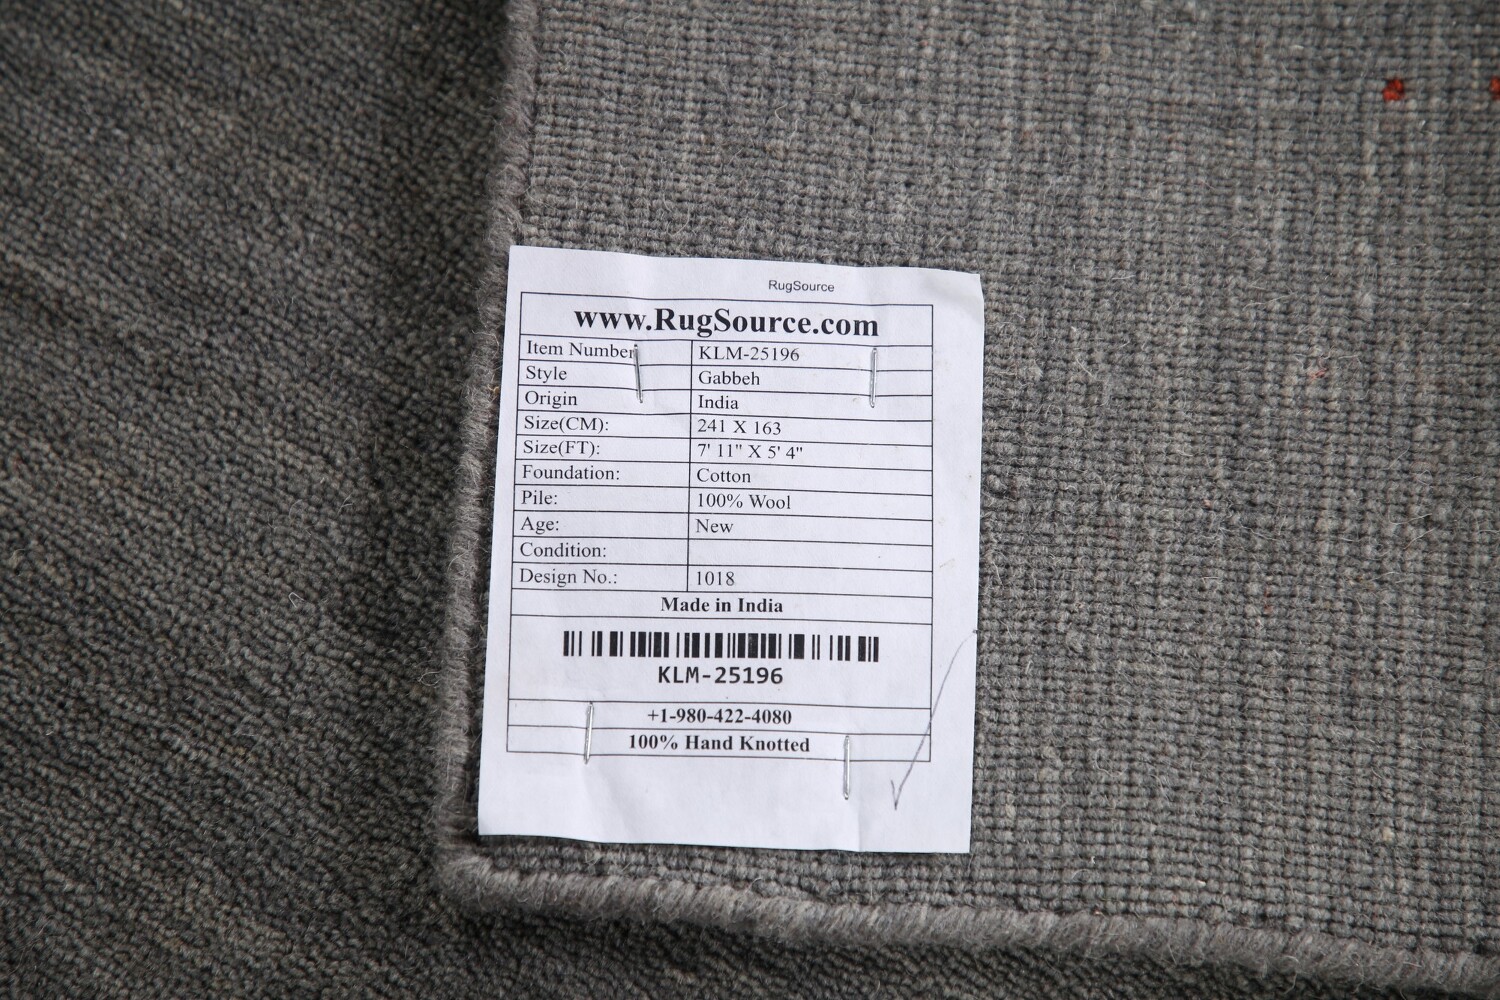 RugSource
www.RugSource.com
Item Number KLM-25196
Style Gabbeh
Origin India
Size(CM): 241 X 163
Size(FT): 7' 11" X 5' 4"
Foundation: Cotton
Pile: 100% Wool
Age: New
Condition:
Design No.: 1018
Made in India
KLM-25196
+1-980-422-4080
100% Hand Knotted